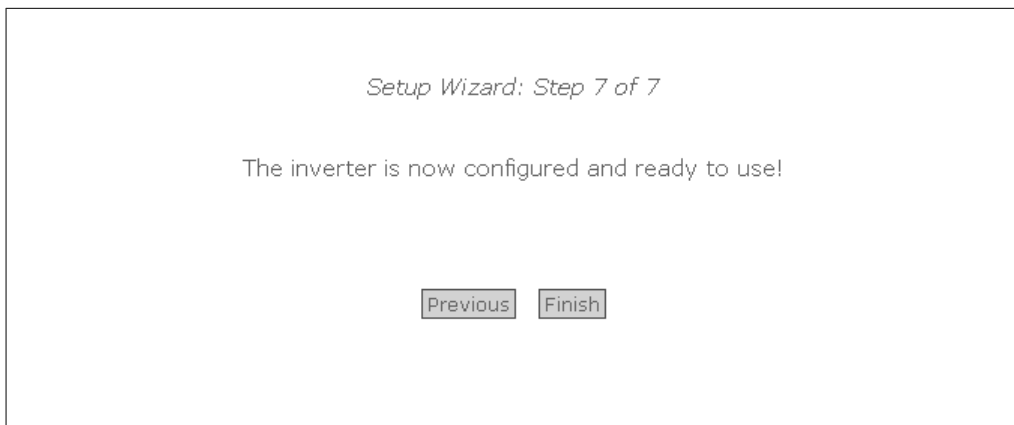 Setup Wizard: Step 7 of 7
The inverter is now configured and ready to use!
Previous Finish